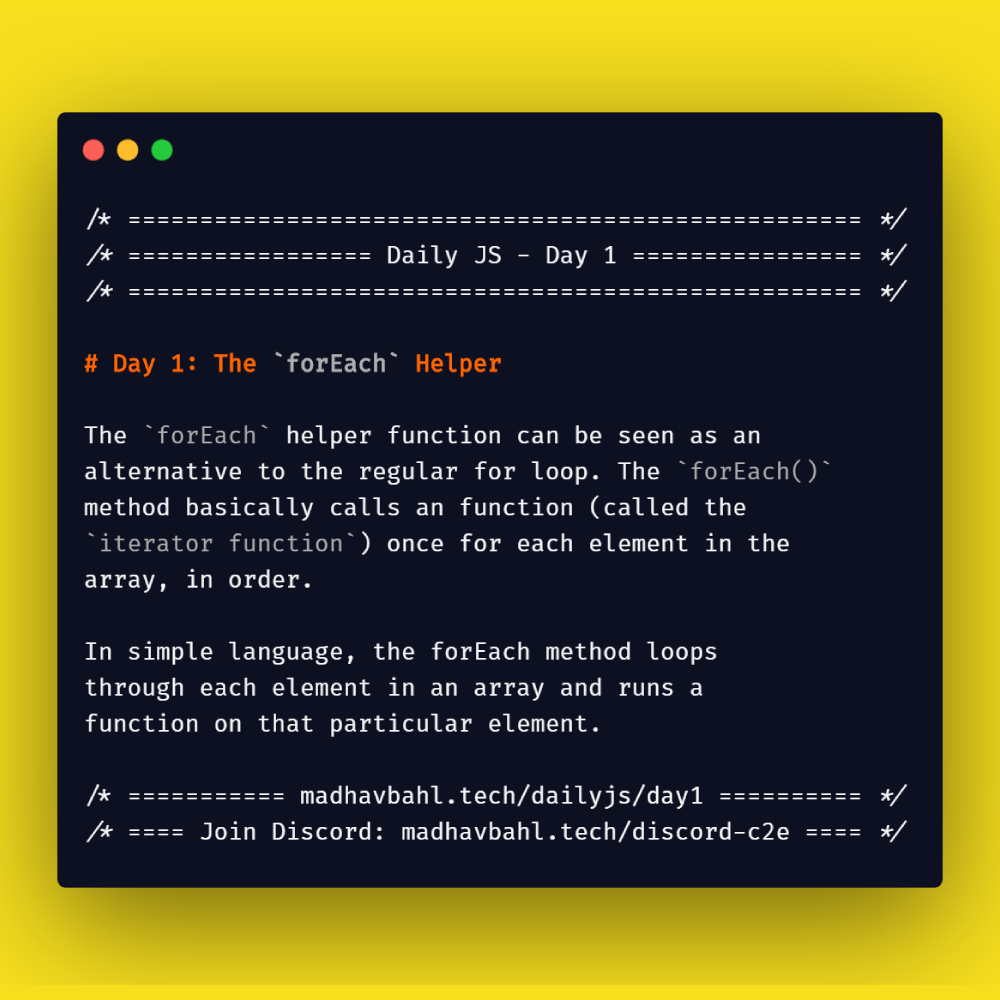 /* =================================================== */
/* ================= Daily JS - Day 1 ================ */
/* =================================================== */
# Day 1: The `forEach` Helper
The `forEach` helper function can be seen as an
alternative to the regular for loop. The `forEach()`
method basically calls an function (called the
`iterator function`) once for each element in the
array, in order.
In simple language, the forEach method loops
through each element in an array and runs a
function on that particular element.
/* =========== madhavbahl.tech/dailyjs/day1 ========== */
/* ==== Join Discord: madhavbahl.tech/discord-c2e ==== */